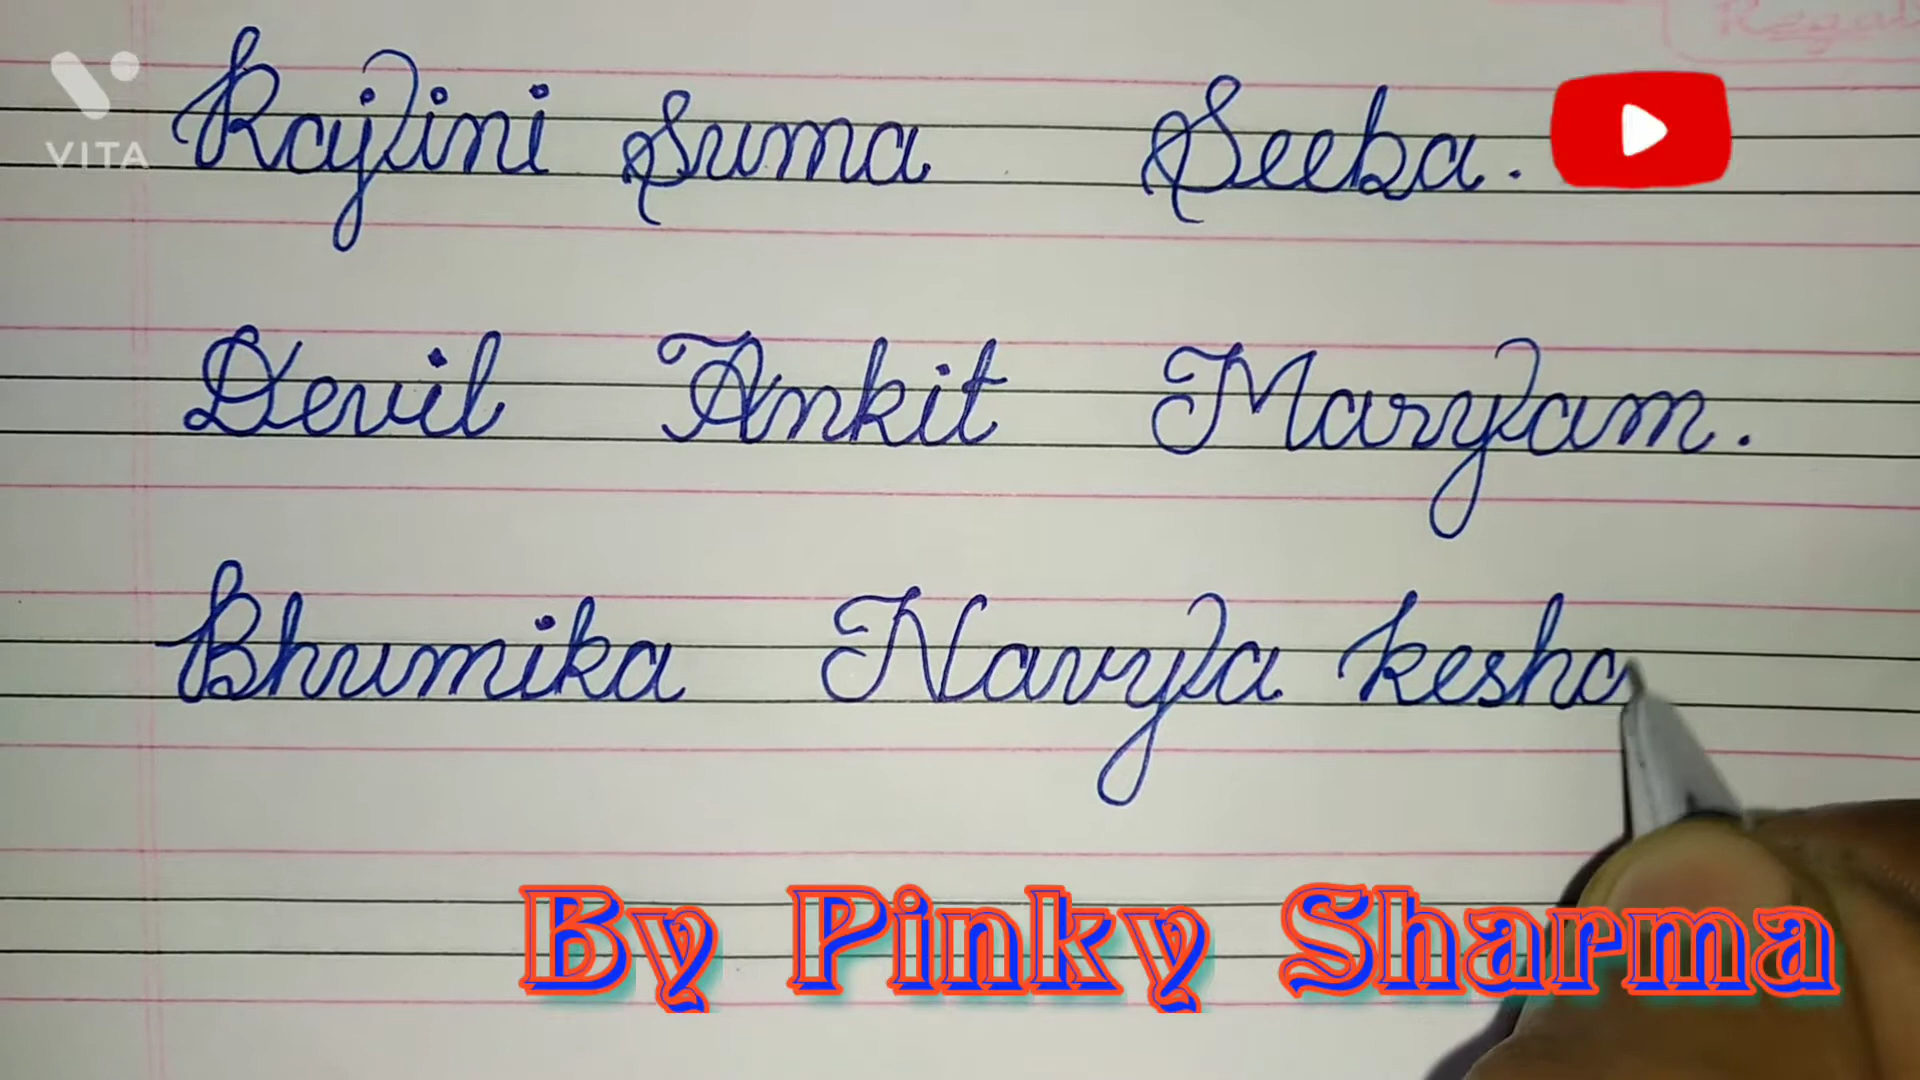 Rajini Suma Seeba.
Devil Ankit Maryam.
Bhumika Navya Kesha
By Pinky Sharma
VITA